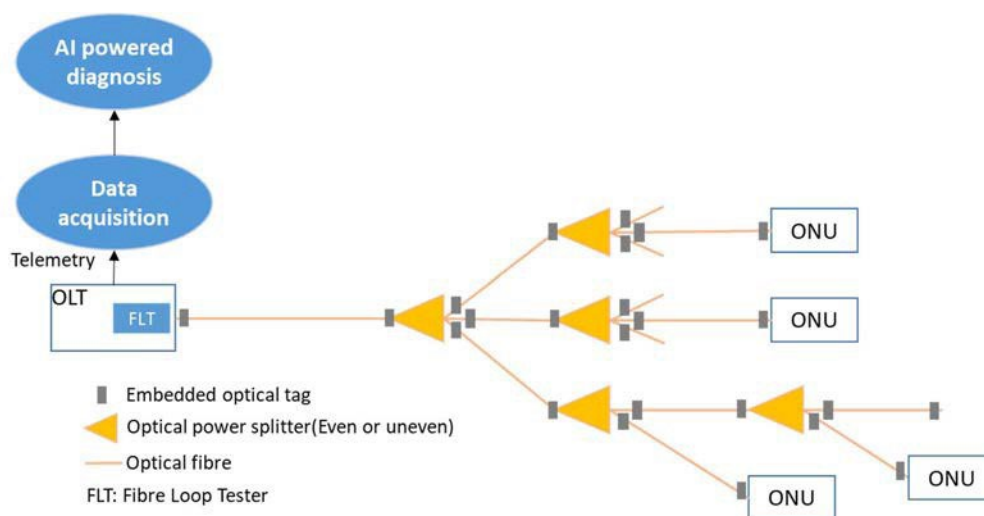 AI powered
diagnosis
Data
acquisition
Telemetry
OLT
FLT
ONU
ONU
ONU
ONU
Embedded optical tag
Optical power splitter(Even or uneven)
Optical fibre
FLT: Fibre Loop Tester